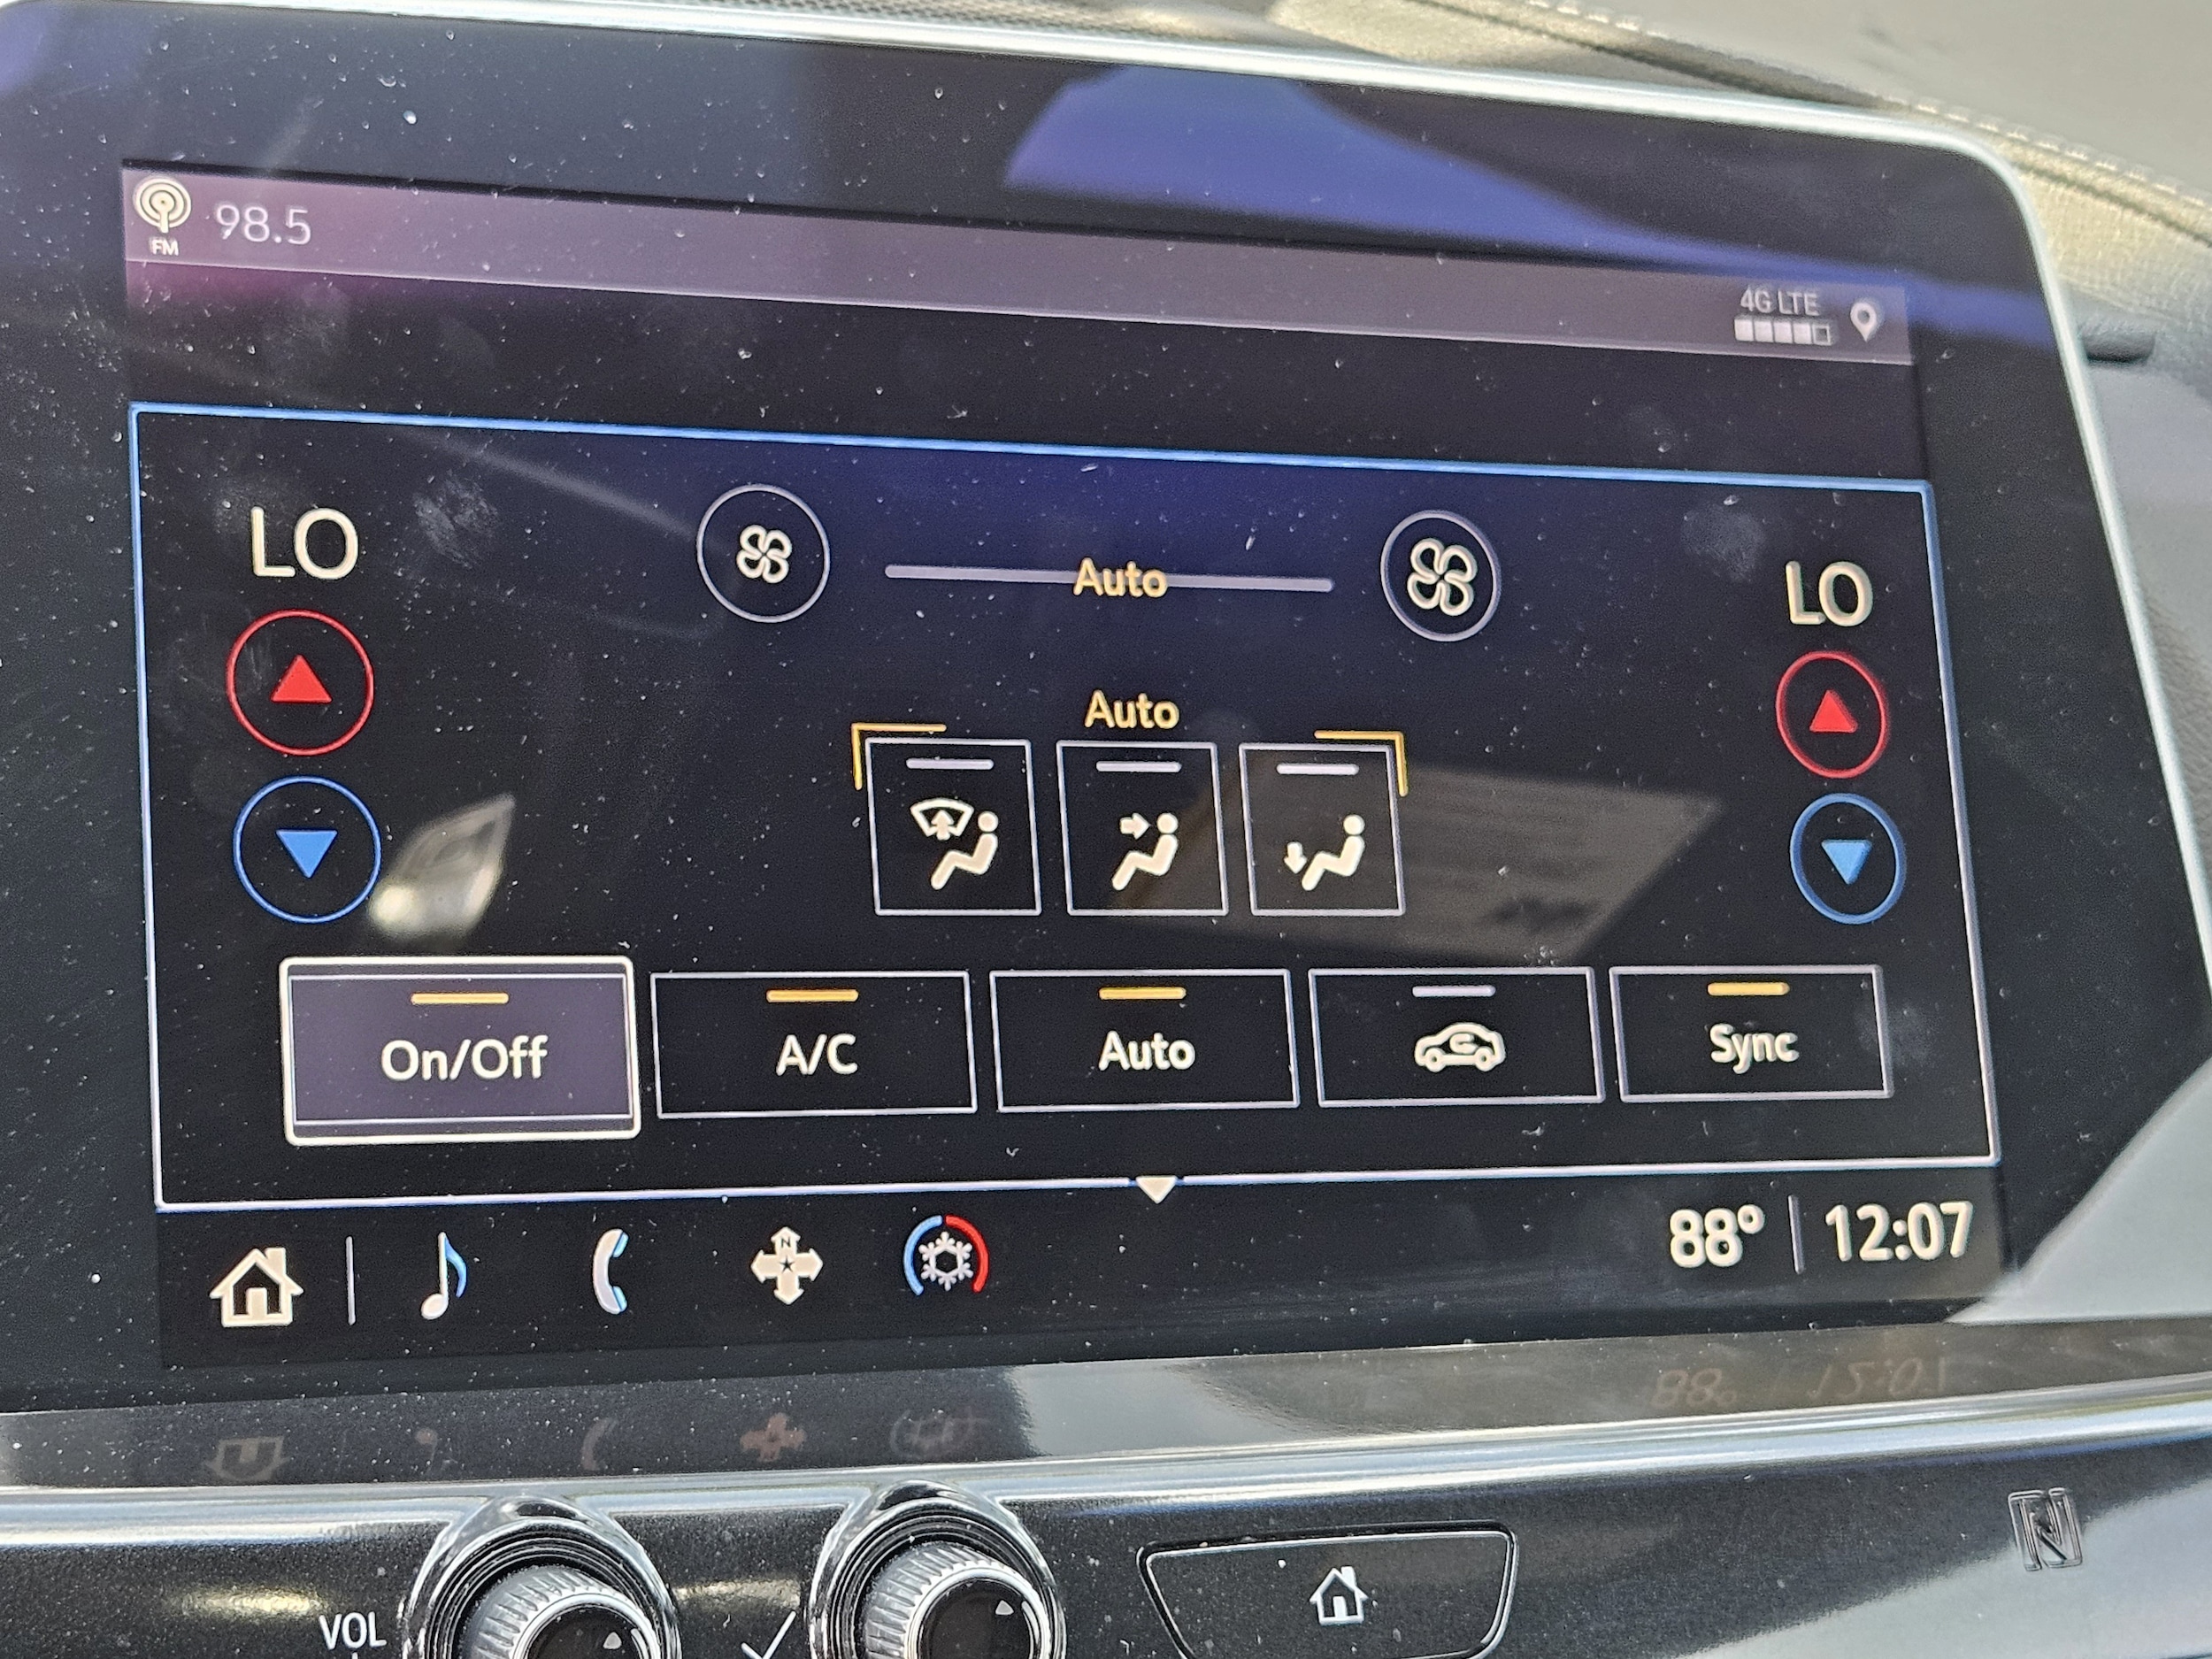 98.5
FM
4G LTE
LO
Auto
LO
Auto
On/Off
A/C
Auto
Sync
N
88° 12:07
VOL